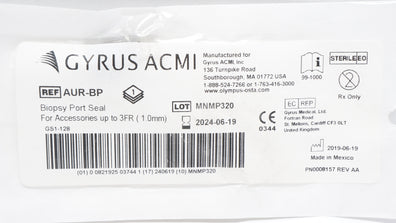 GYRUS ACMI
Manufactured for
Gyrus ACMI, Inc
136 Turnpike Road
Southborough, MA 01772 USA
1-888-524-7266 or 1-763-416-3000
www.olympus-osta.com
99-1000
STERILE EO
REF AUR-BP
1
LOT MNMP320
Biopsy Port Seal
For Accessories up to 3FR ( 1.0mm)
GS1-128
2024-06-19
EC REP
Gyrus Medical, Ltd
Fortran Road
St. Mellons, Cardiff CF3 0LT
United Kingdom
0344
2
Rx Only
2019-06-19
Made in Mexico
(01) 0 0821925 03744 1 (17) 240619 (10) MNMP320
PN0008157 REV AA